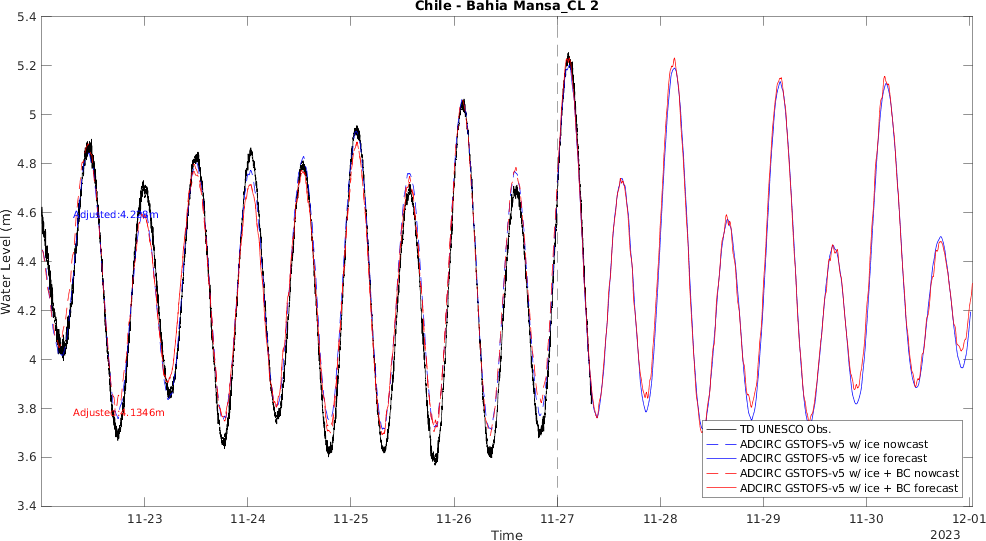 Chile - Bahia Mansa_CL 2
5.4
5.2
5
4.8
4.6
4.4
4.2
4
3.8
3.6
3.4
Water Level (m)
Adjusted:4.1346m
TD UNESCO Obs.
ADCIRC GSTOFS-v5 w/ ice nowcast
ADCIRC GSTOFS-v5 w/ ice forecast
ADCIRC GSTOFS-v5 w/ ice + BC nowcast
ADCIRC GSTOFS-v5 w/ ice + BC forecast
11-23
11-24
11-25
11-26
11-27
11-28
11-29
11-30
12-01
Time
2023